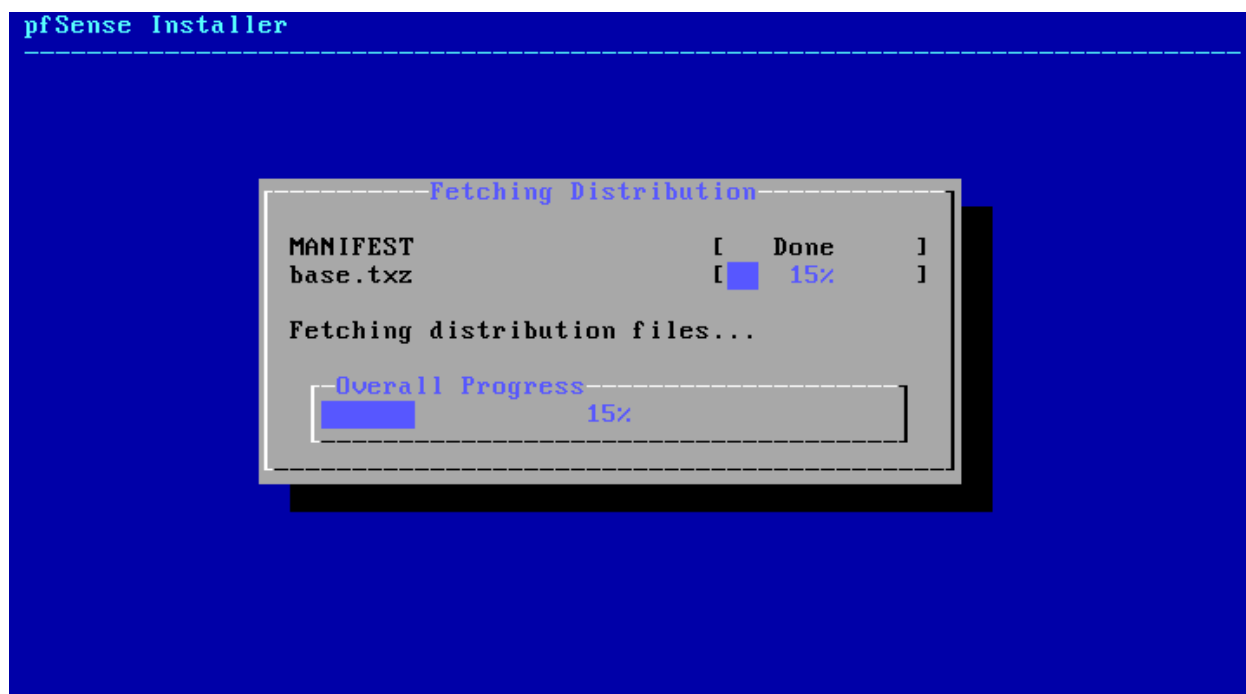 pfSense Installer
Fetching Distribution
MANIFEST [ Done ]
base.txz [ 15% ]
Fetching distribution files...
Overall Progress
15%